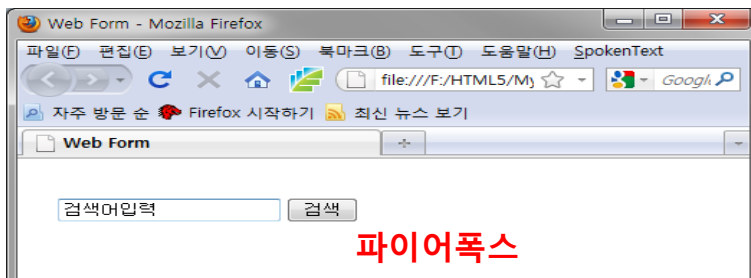 Web Form - Mozilla Firefox
파일(F) 편집(E) 보기(V) 이동(S) 북마크(B) 도구(T) 도움말(H) SpokenText
file:///F:/HTML5/My Google
자주 방문 순 Firefox 시작하기 최신 뉴스 보기
Web Form
검색어입력 검색
파이어폭스